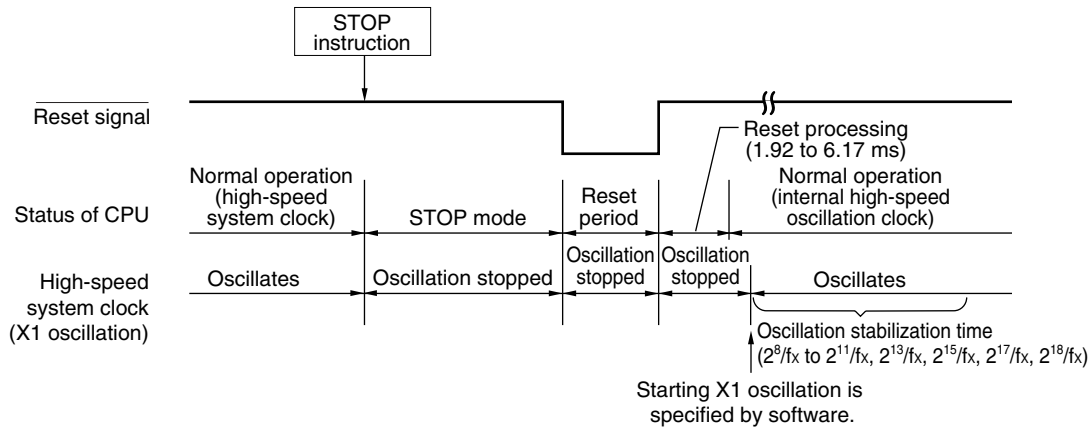 STOP
instruction
Reset signal
Reset processing
(1.92 to 6.17 ms)
Status of CPU
Normal operation
(high-speed
system clock)
STOP mode
Reset
period
Normal operation
(internal high-speed
oscillation clock)
High-speed
system clock
(X1 oscillation)
Oscillates
Oscillation stopped
Oscillation
stopped
Oscillation
stopped
Oscillates
Oscillation stabilization time
(2⁸/fX to 2¹¹/fX, 2¹³/fX, 2¹⁵/fX, 2¹⁷/fX, 2¹⁸/fX)
Starting X1 oscillation is
specified by software.